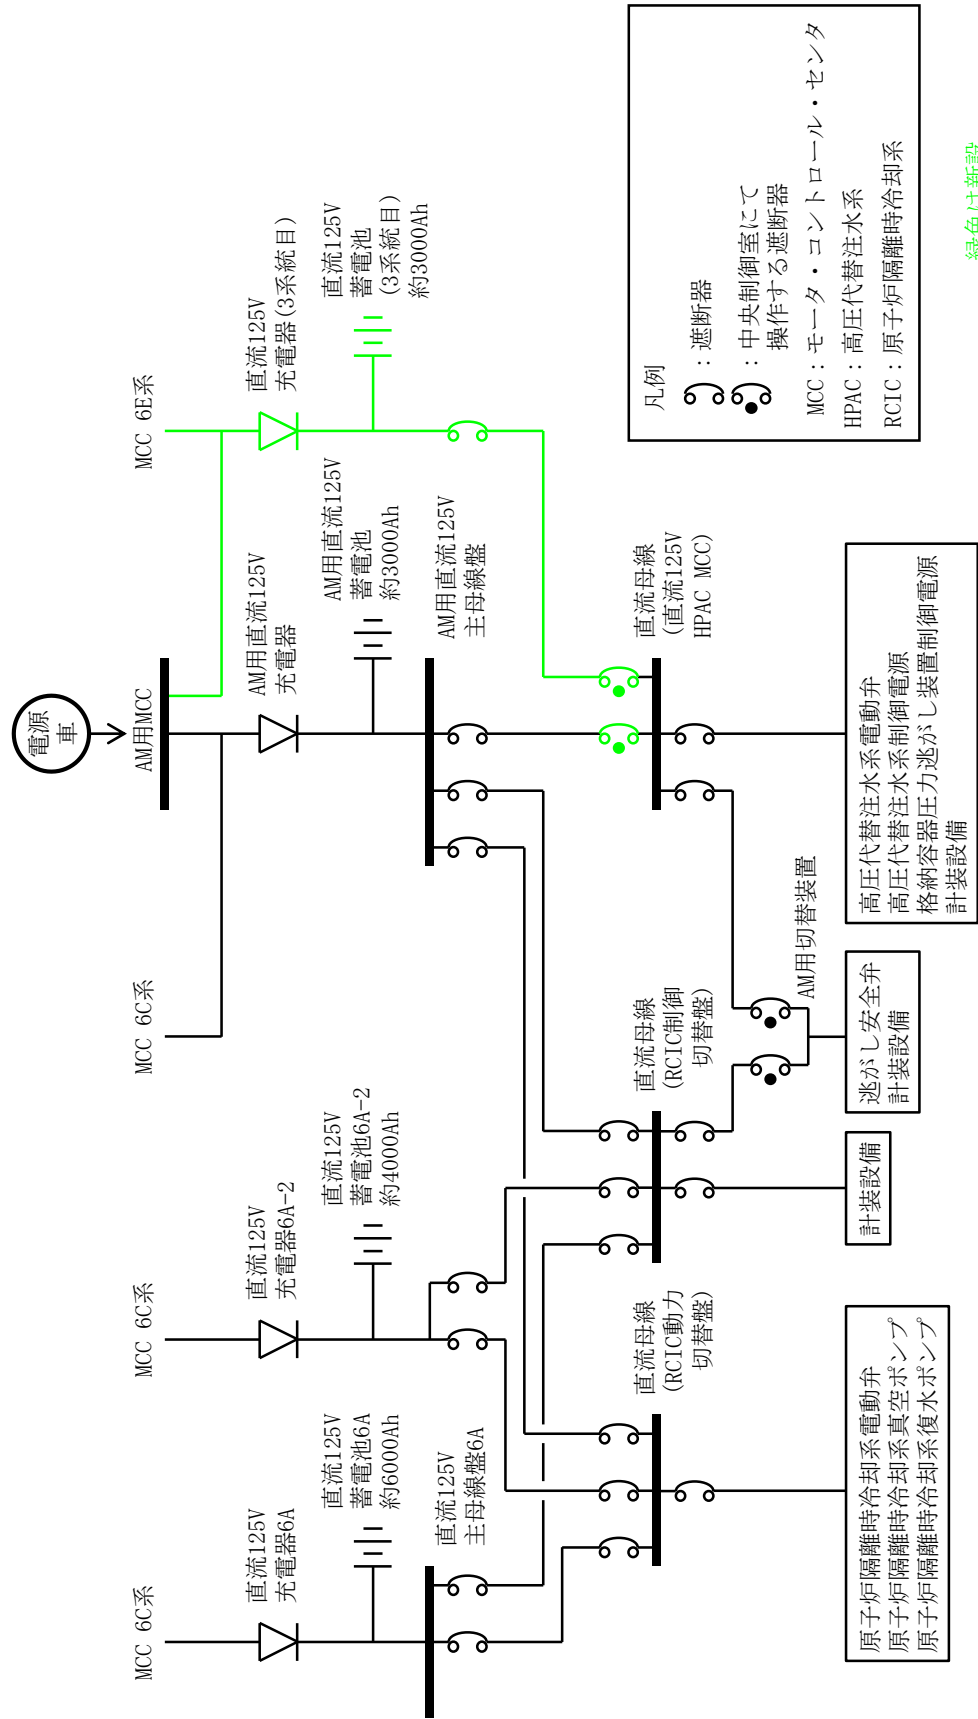 電源
車
MCC 6C系
MCC 6C系
MCC 6C系
AM用MCC
MCC 6E系
直流125V
充電器6A
直流125V
充電器6A-2
AM用直流125V
充電器
直流125V
充電器(3系統目)
直流125V
蓄電池6A
約6000Ah
直流125V
蓄電池6A-2
約4000Ah
AM用直流125V
蓄電池
約3000Ah
直流125V
蓄電池
(3系統目)
約3000Ah
直流125V
主母線盤6A
AM用直流125V
主母線盤
直流母線
(RCIC動力
切替盤)
直流母線
(RCIC制御
切替盤)
直流母線
(直流125V
HPAC MCC)
AM用切替装置
原子炉隔離時冷却系電動弁
原子炉隔離時冷却系真空ポンプ
原子炉隔離時冷却系復水ポンプ
計装設備
逃がし安全弁
計装設備
高圧代替注水系電動弁
高圧代替注水系制御電源
格納容器圧力逃がし装置制御電源
計装設備
凡例
：遮断器
：中央制御室にて
操作する遮断器
MCC：モータ・コントロール・センタ
HPAC：高圧代替注水系
RCIC：原子炉隔離時冷却系
緑色は新設